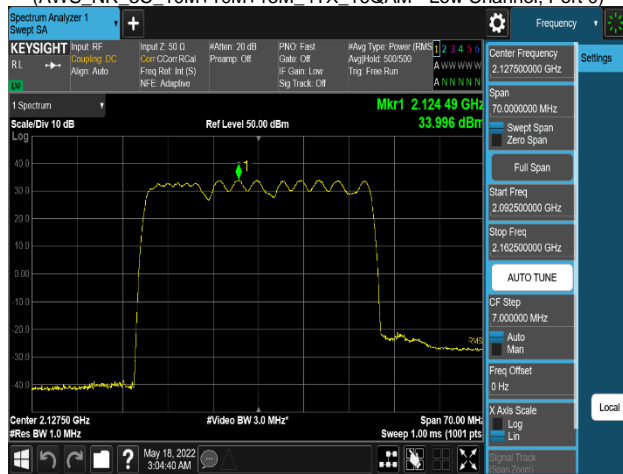 (AWS_NR_3C_10M+10M+15M_1TX_16QAM - Low Channel, Port 0)
Spectrum Analyzer 1
Swept SA
+
Frequency
KEYSIGHT
RL
Input: RF
Coupling: DC
Align: Auto
Input Z: 50 Ω
Corr CCorr RCal
Freq Ref: Int (S)
NFE: Adaptive
#Atten: 20 dB
Preamp: Off
PNO: Fast
Gate: Off
IF Gain: Low
Sig Track: Off
#Avg Type: Power (RMS
Avg|Hold: 500/500
Trig: Free Run
1 2 3 4 5 6
A W W W W W
A N N N N N
1 Spectrum
Scale/Div 10 dB
Log
Ref Level 50.00 dBm
Mkr1 2.124 49 GHz
33.996 dBm
1
40.0
30.0
20.0
10.0
0.00
-10.0
-20.0
-30.0
-40.0
RMS
Center 2.12750 GHz
#Res BW 1.0 MHz
#Video BW 3.0 MHz*
Span 70.00 MHz
Sweep 1.00 ms (1001 pts
May 18, 2022
3:04:40 AM
?
Center Frequency
2.127500000 GHz
Span
70.0000000 MHz
Swept Span
Zero Span
Full Span
Start Freq
2.092500000 GHz
Stop Freq
2.162500000 GHz
AUTO TUNE
CF Step
7.000000 MHz
Auto
Man
Freq Offset
0 Hz
X Axis Scale
Log
Lin
Signal Track
(Span Zoom)
Settings
Local